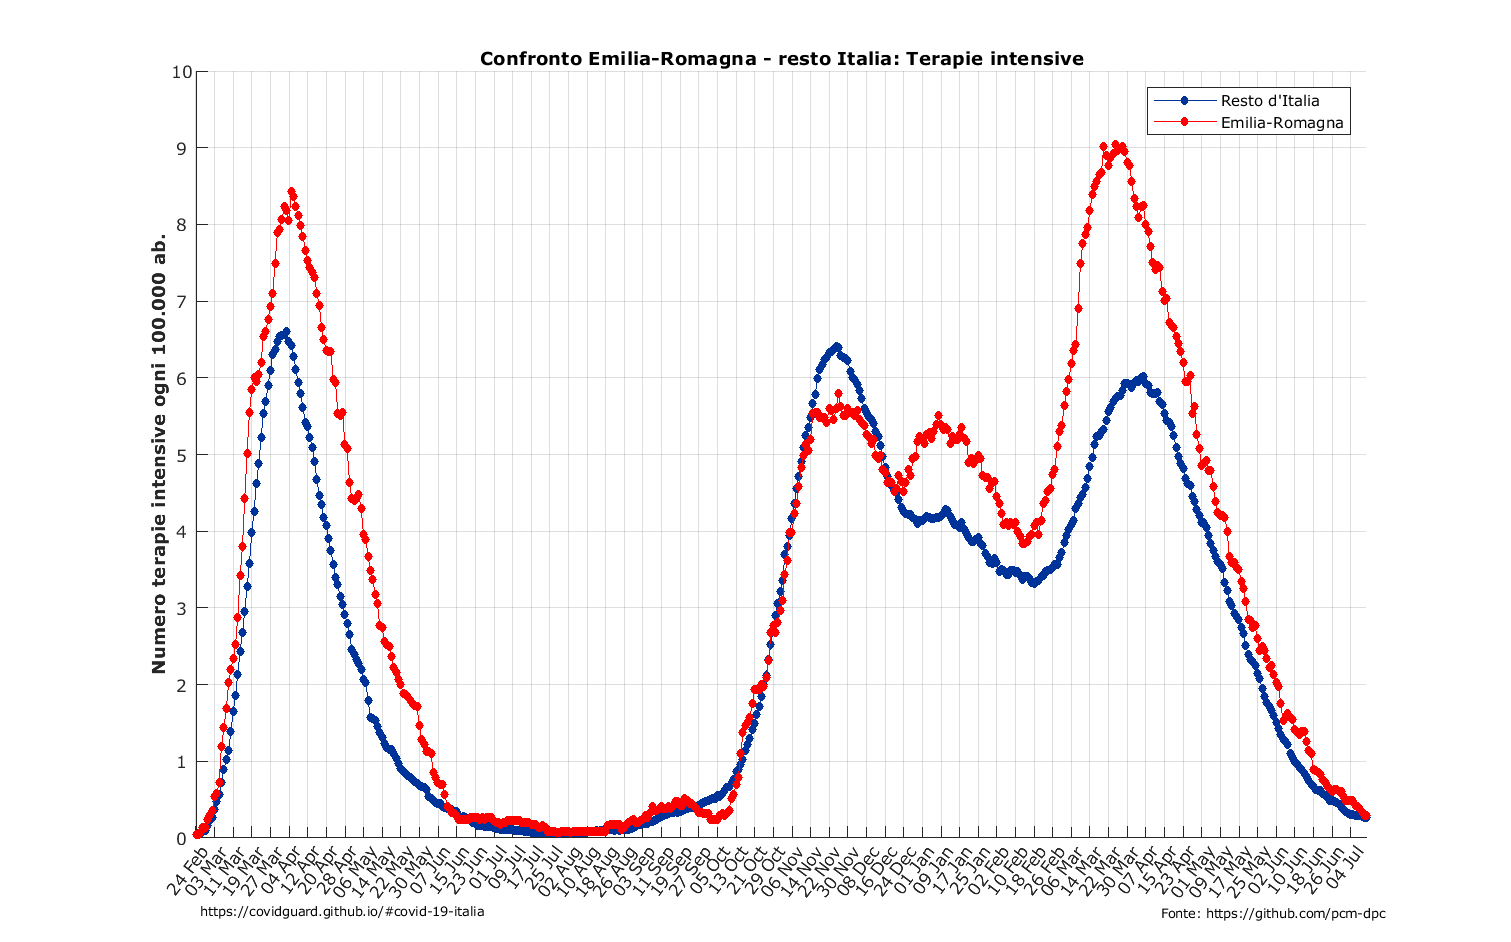 Confronto Emilia-Romagna - resto Italia: Terapie intensive
Resto d'Italia
Emilia-Romagna
Numero terapie intensive ogni 100.000 ab.
10
9
8
7
6
5
4
3
2
1
0
24 Feb
03 Mar
11 Mar
19 Mar
27 Mar
04 Apr
12 Apr
20 Apr
28 Apr
06 May
14 May
22 May
30 May
07 Jun
15 Jun
23 Jun
01 Jul
09 Jul
17 Jul
25 Jul
02 Aug
10 Aug
18 Aug
26 Aug
03 Sep
11 Sep
19 Sep
27 Sep
05 Oct
13 Oct
21 Oct
29 Oct
06 Nov
14 Nov
22 Nov
30 Nov
08 Dec
16 Dec
24 Dec
01 Jan
09 Jan
17 Jan
25 Jan
02 Feb
10 Feb
18 Feb
26 Feb
06 Mar
14 Mar
22 Mar
30 Mar
07 Apr
15 Apr
23 Apr
01 May
09 May
17 May
25 May
02 Jun
10 Jun
18 Jun
26 Jun
04 Jul
https://covidguard.github.io/#covid-19-italia
Fonte: https://github.com/pcm-dpc